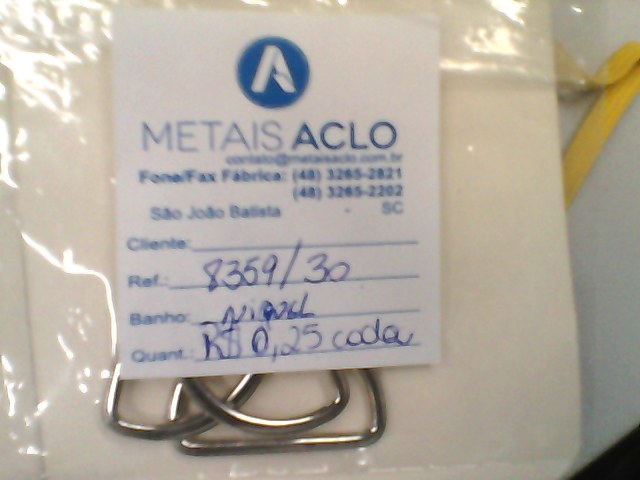 METAIS ACLO
contato@metaisaclo.com.br
Fone/Fax Fábrica: (48) 3265-2821
(48) 3265-2202
São João Batista - SC
Cliente:
Ref.: 8359/30
Banho: Niquel
Quant.: R$ 0,25 cada